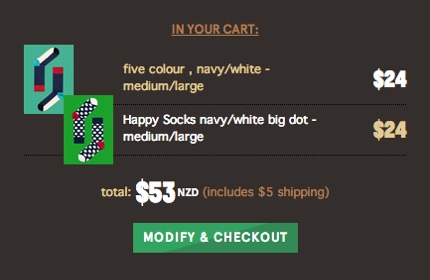 IN YOUR CART:
five colour , navy/white -
medium/large
$24
Happy Socks navy/white big dot -
medium/large
$24
total: $53 NZD (includes $5 shipping)
MODIFY & CHECKOUT